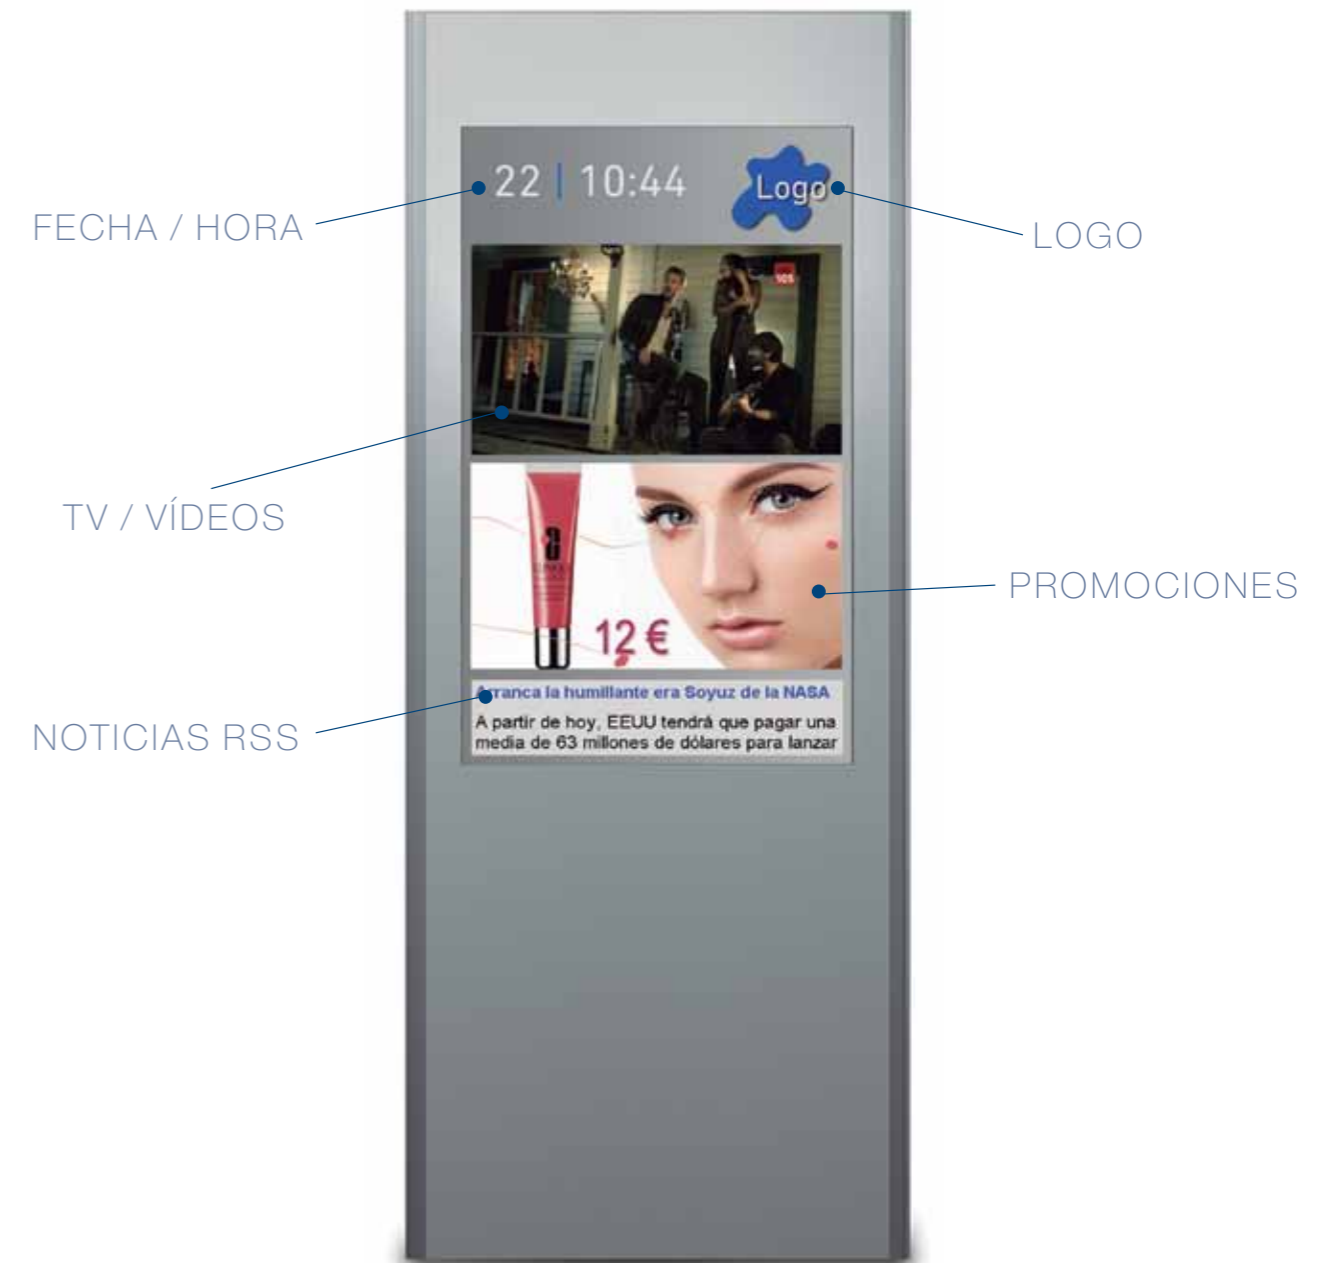 22 | 10:44
Logo
FECHA / HORA
LOGO
TV / VÍDEOS
PROMOCIONES
12 €
Arranca la humillante era Soyuz de la NASA
NOTICIAS RSS
A partir de hoy, EEUU tendrá que pagar una
media de 63 millones de dólares para lanzar